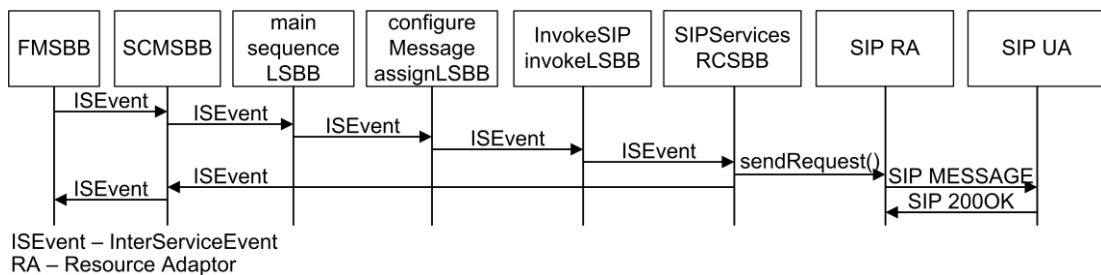 FMSBB
SCMSBB
main
sequence
LSBB
configure
Message
assignLSBB
InvokeSIP
invokeLSBB
SIPServices
RCSBB
SIP RA
SIP UA
ISEvent
ISEvent
ISEvent
ISEvent
ISEvent
sendRequest()
ISEvent
SIP MESSAGE
ISEvent
SIP 200OK
ISEvent – InterServiceEvent
RA – Resource Adaptor